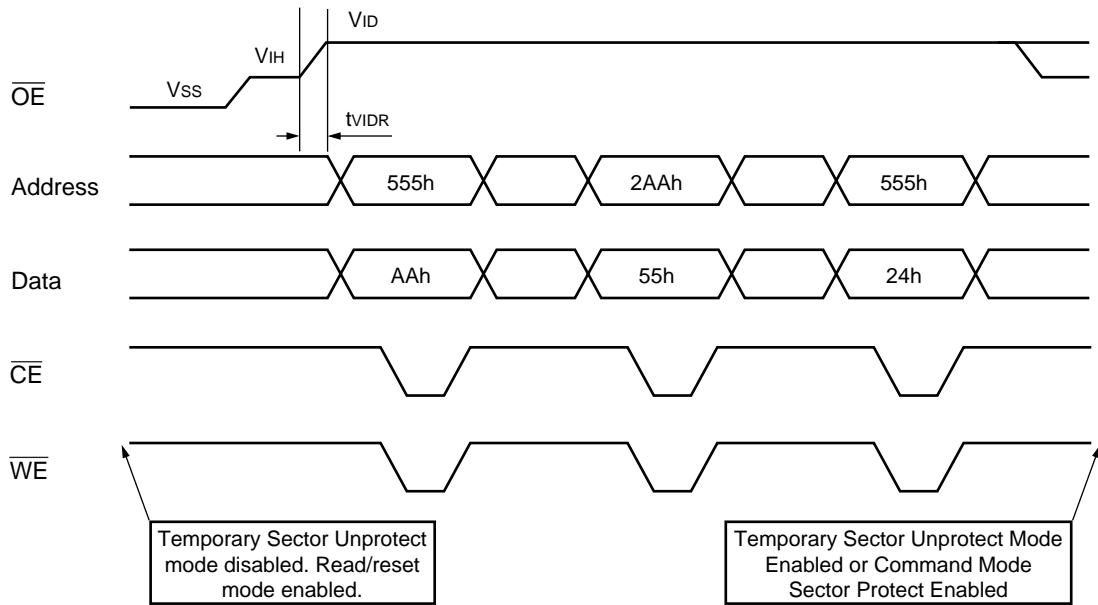 VID
VIH
OE
VSS
tVIDR
Address
555h
2AAh
555h
Data
AAh
55h
24h
CE
WE
Temporary Sector Unprotect
mode disabled. Read/reset
mode enabled.
Temporary Sector Unprotect Mode
Enabled or Command Mode
Sector Protect Enabled